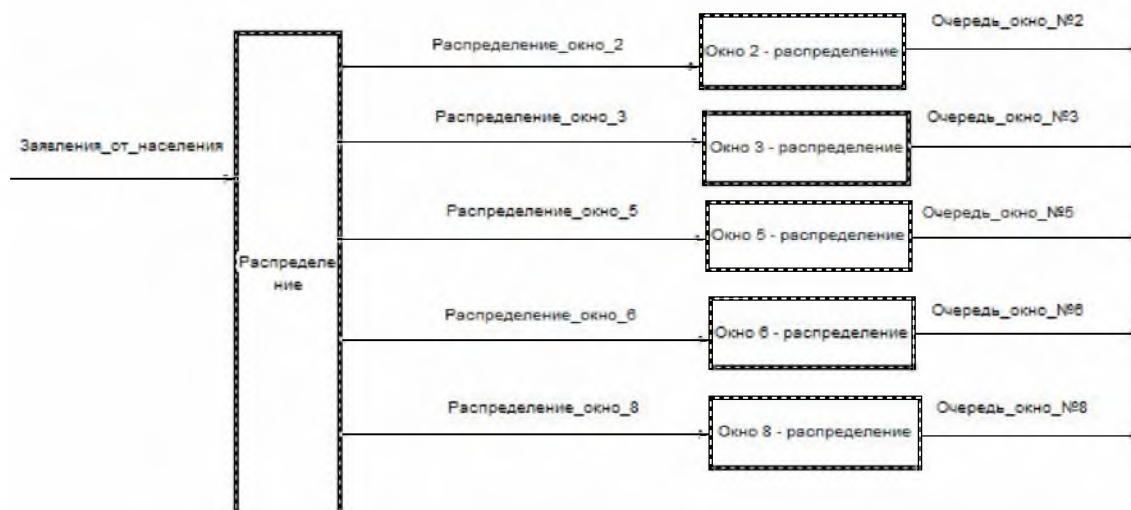 Распределение_окно_2
Окно 2 - распределение
Очередь_окно_№2
Распределение_окно_3
Окно 3 - распределение
Очередь_окно_№3
Заявления_от_населения
Распределение_окно_5
Окно 5 - распределение
Очередь_окно_№5
Распределе
ние
Распределение_окно_6
Окно 6 - распределение
Очередь_окно_№6
Распределение_окно_8
Окно 8 - распределение
Очередь_окно_№8